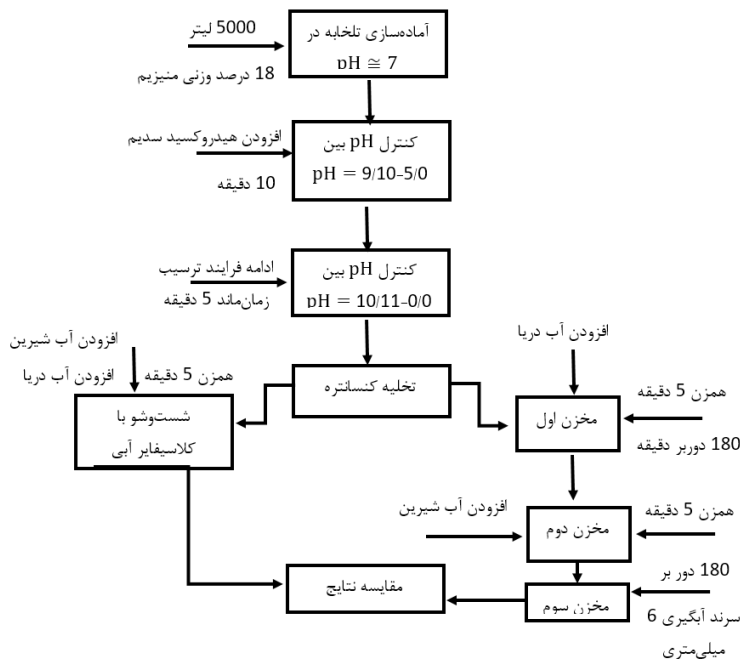 5000 لیتر
18 درصد وزنی منیزیم
آماده‌سازی تلخابه در
pH ≅ 7
افزودن هیدروکسید سدیم
10 دقیقه
کنترل pH بین
pH = 9/10-5/0
ادامه فرایند ترسیب
زمان‌ماند 5 دقیقه
کنترل pH بین
pH = 10/11-0/0
تخلیه کنسانتره
افزودن آب دریا
همزن 5 دقیقه
180 دوربر دقیقه
مخزن اول
افزودن آب شیرین
همزن 5 دقیقه
مخزن دوم
180 دور بر
سرند آبگیری 6
میلی‌متری
مخزن سوم
افزودن آب شیرین
همزن 5 دقیقه
افزودن آب دریا
شست‌وشو با
کلاسیفایر آبی
مقایسه نتایج